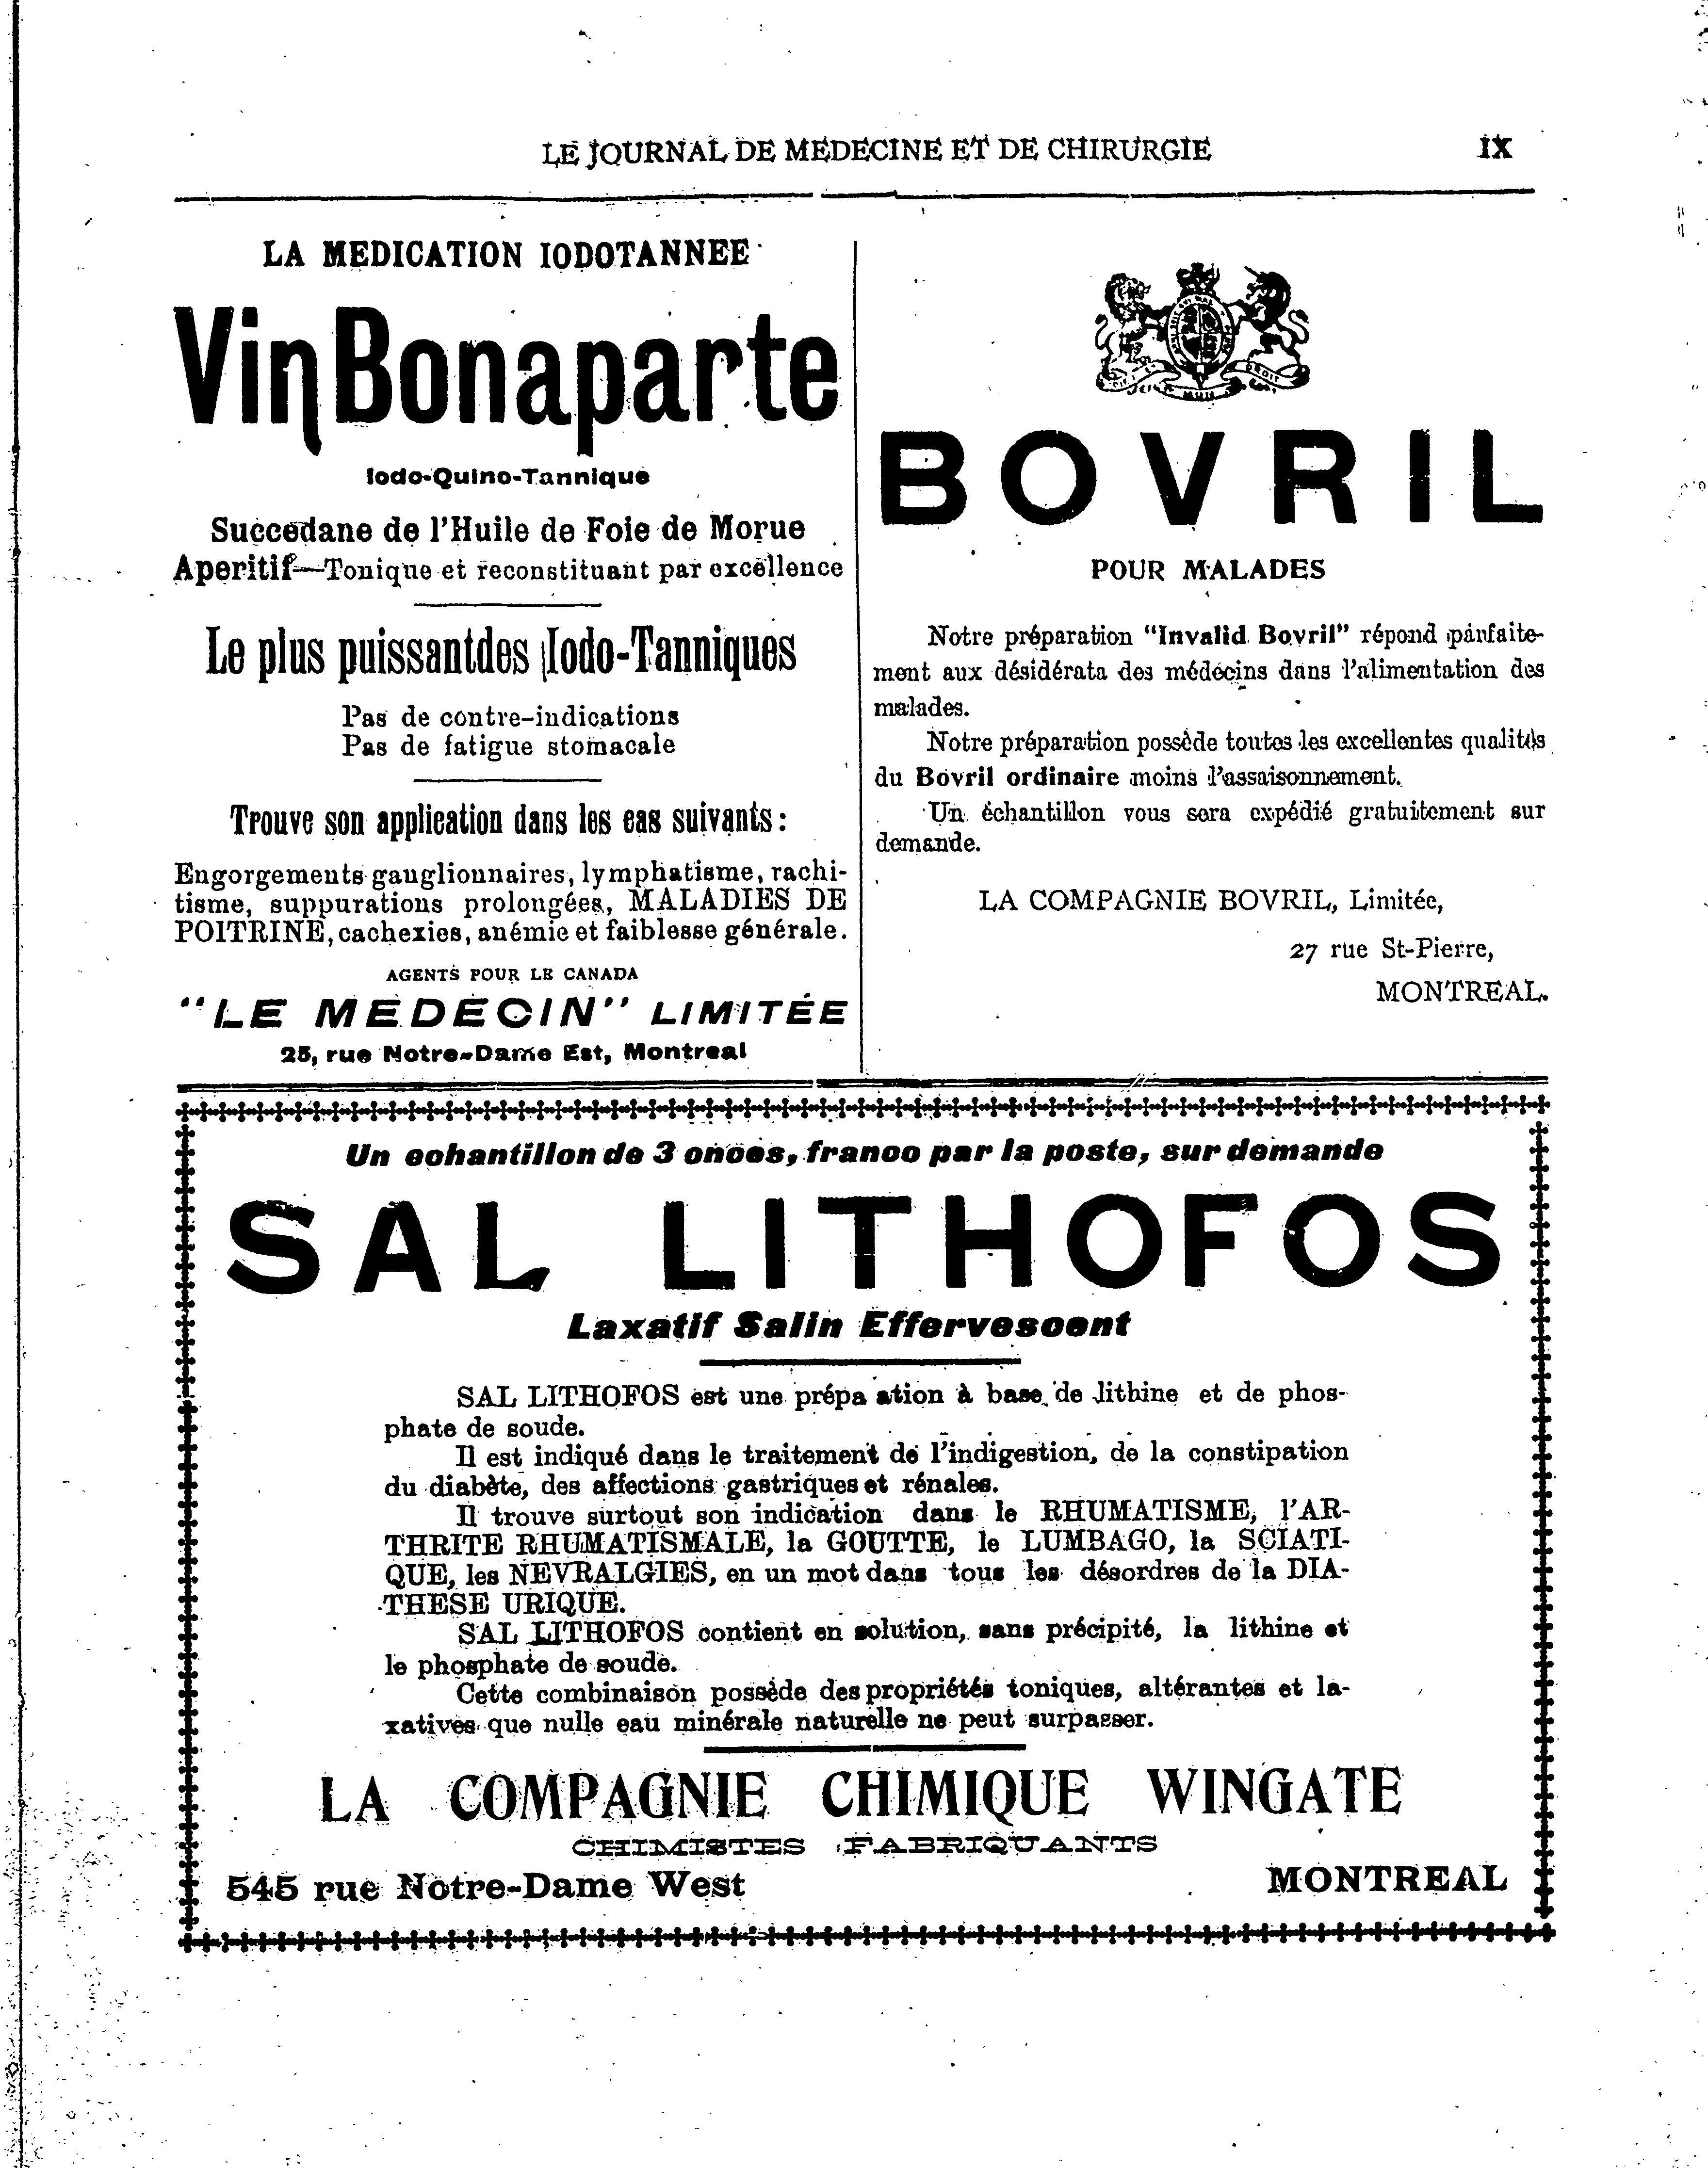 LE JOURNAL DE MEDECINE ET DE CHIRURGIE IX
LA MEDICATION IODOTANNEE
Vin Bonaparte
Iodo-Quino-Tannique
Succedane de l'Huile de Foie de Morue
Aperitif—Tonique et reconstituant par excellence
Le plus puissantdes Iodo-Tanniques
Pas de contre-indications
Pas de fatigue stomacale
Trouve son application dans les cas suivants:
Engorgements gauglionnaires, lymphatisme, rachi-
tisme, suppurations prolongées, MALADIES DE
POITRINE, cachexies, anémie et faiblesse générale.
AGENTS POUR LE CANADA
"LE MEDECIN" LIMITÉE
25, rue Notre-Dame Est, Montreal
DROIT
BOVRIL
POUR MALADES
Notre préparation "Invalid Bovril" répond parfaite-
ment aux désidérata des médecins dans l'alimentation des
malades.
Notre préparation possède toutes les excellentes qualités
du Bovril ordinaire moins l'assaisonnement.
Un échantillon vous sera expédié gratuitement sur
demande.
LA COMPAGNIE BOVRIL, Limitée,
27 rue St-Pierre,
MONTREAL.
Un echantillon de 3 onces, franco par la poste, sur demande
SAL LITHOFOS
Laxatif Salin Effervescent
SAL LITHOFOS est une prépa ation à base de lithine et de phos-
phate de soude.
Il est indiqué dans le traitement de l'indigestion, de la constipation
du diabète, des affections gastriques et rénales.
Il trouve surtout son indication dans le RHUMATISME, l'AR-
THRITE RHUMATISMALE, la GOUTTE, le LUMBAGO, la SCIATI-
QUE, les NEVRALGIES, en un mot dans tous les désordres de la DIA-
THESE URIQUE.
SAL LITHOFOS contient en solution, sans précipité, la lithine et
le phosphate de soude.
Cette combinaison possède des propriétés toniques, altérantes et la-
xatives que nulle eau minérale naturelle ne peut surpasser.
LA COMPAGNIE CHIMIQUE WINGATE
CHIMISTES FABRIQUANTS
545 rue Notre-Dame West MONTREAL